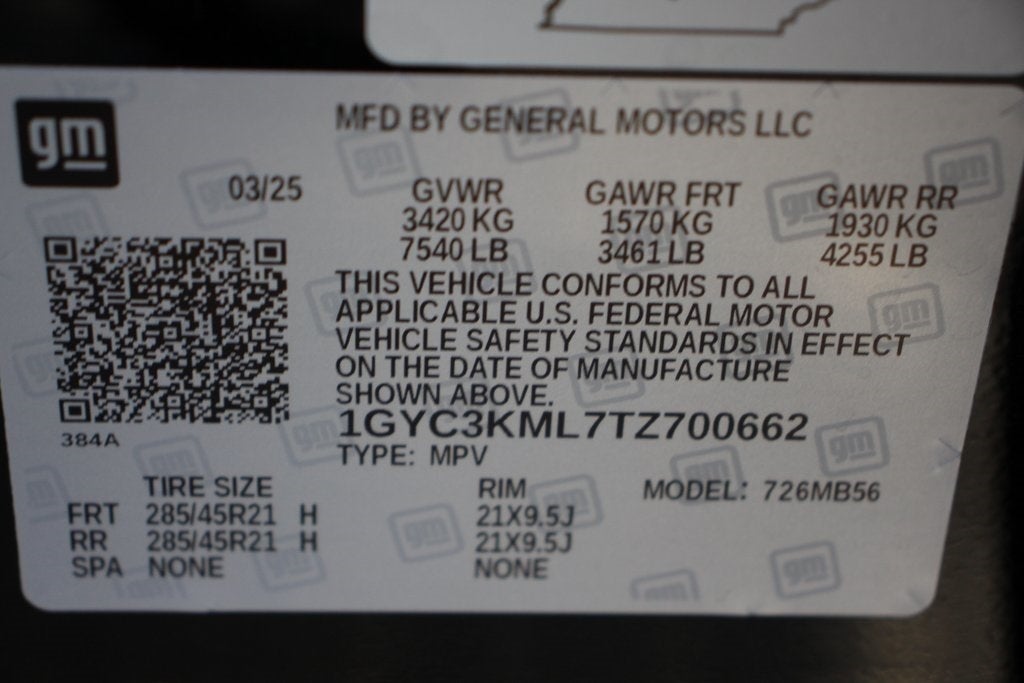 gm
MFD BY GENERAL MOTORS LLC
03/25
GVWR GAWR FRT GAWR RR
3420 KG 1570 KG 1930 KG
7540 LB 3461 LB 4255 LB
THIS VEHICLE CONFORMS TO ALL
APPLICABLE U.S. FEDERAL MOTOR
VEHICLE SAFETY STANDARDS IN EFFECT
ON THE DATE OF MANUFACTURE
SHOWN ABOVE.
1GYC3KML7TZ700662
384A
TYPE: MPV
TIRE SIZE RIM MODEL: 726MB56
FRT 285/45R21 H 21X9.5J
RR 285/45R21 H 21X9.5J
SPA NONE NONE